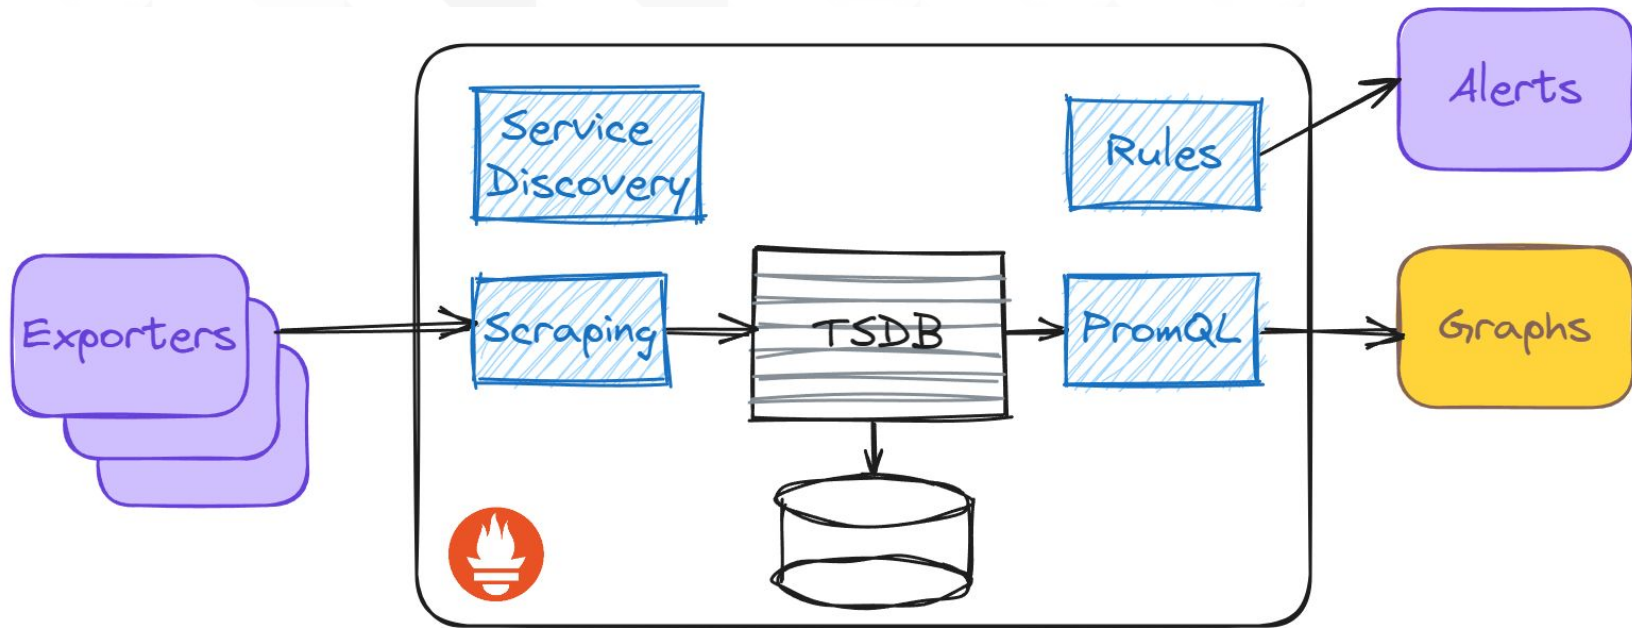 Service
Discovery
Rules
Alerts
Exporters
Scraping
TSDB
PromQL
Graphs